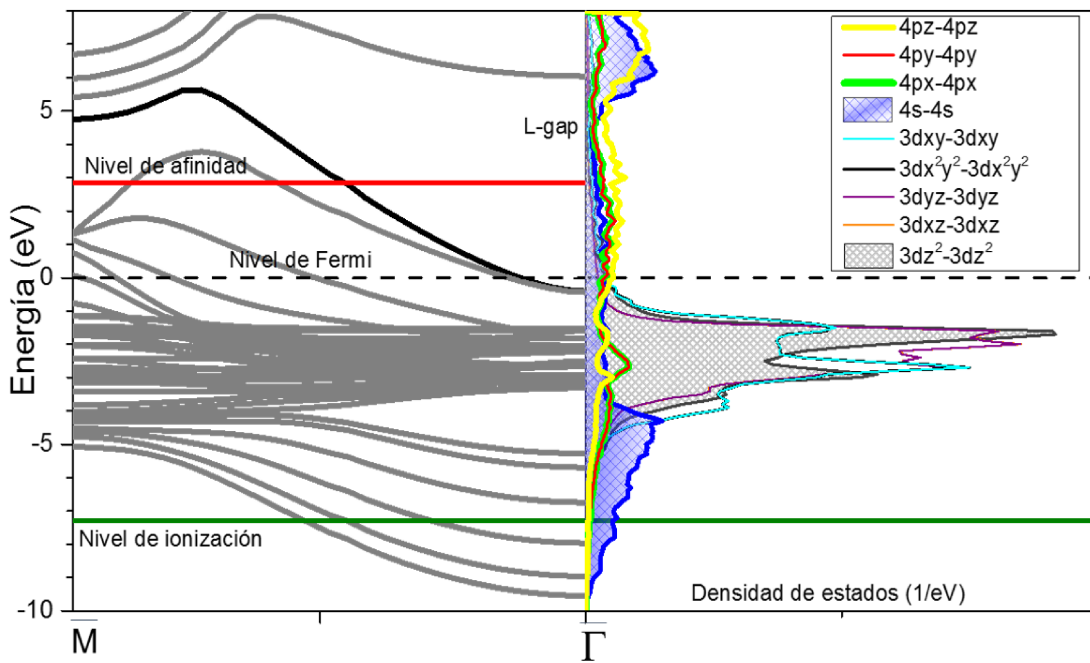 Energía (eV)
5
0
-5
-10
Nivel de afinidad
Nivel de Fermi
Nivel de ionización
L-gap
M
Γ
4pz-4pz
4py-4py
4px-4px
4s-4s
3dxy-3dxy
3dx²y²-3dx²y²
3dyz-3dyz
3dxz-3dxz
3dz²-3dz²
Densidad de estados (1/eV)